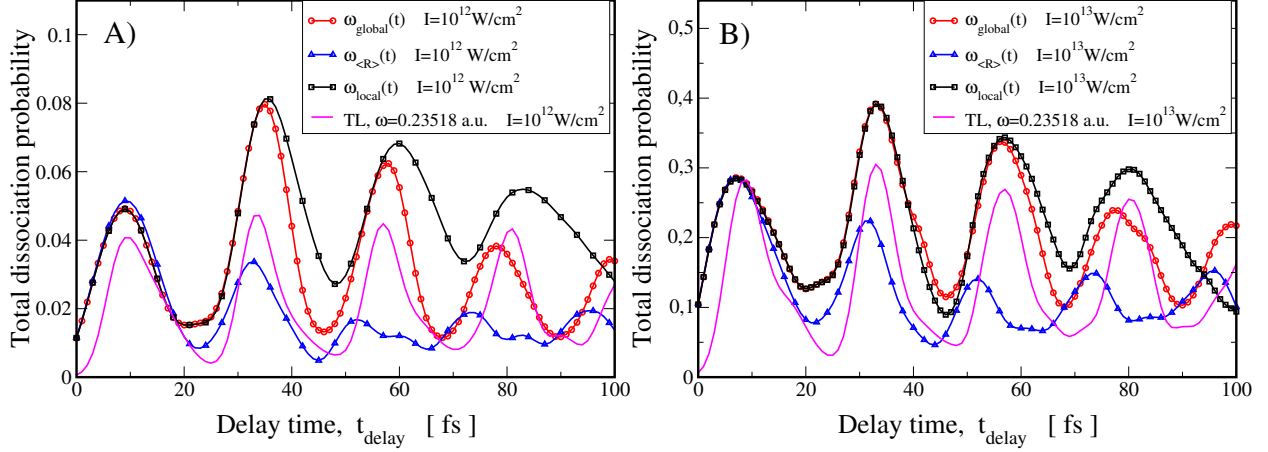 A)
ω_global(t) I=10^12 W/cm^2
ω_<R>(t) I=10^12 W/cm^2
ω_local(t) I=10^12 W/cm^2
TL, ω=0.23518 a.u. I=10^12 W/cm^2
Total dissociation probability
0.1
0.08
0.06
0.04
0.02
0
0 20 40 60 80 100
Delay time, t_delay [ fs ]
B)
ω_global(t) I=10^13 W/cm^2
ω_<R>(t) I=10^13 W/cm^2
ω_local(t) I=10^13 W/cm^2
TL, ω=0.23518 a.u. I=10^13 W/cm^2
Total dissociation probability
0.5
0.4
0.3
0.2
0.1
0
0 20 40 60 80 100
Delay time, t_delay [ fs ]